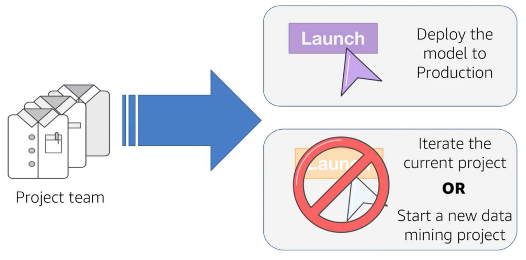 Launch
Deploy the
model to
Production
Project team
Launch
Iterate the
current project
OR
Start a new data
mining project